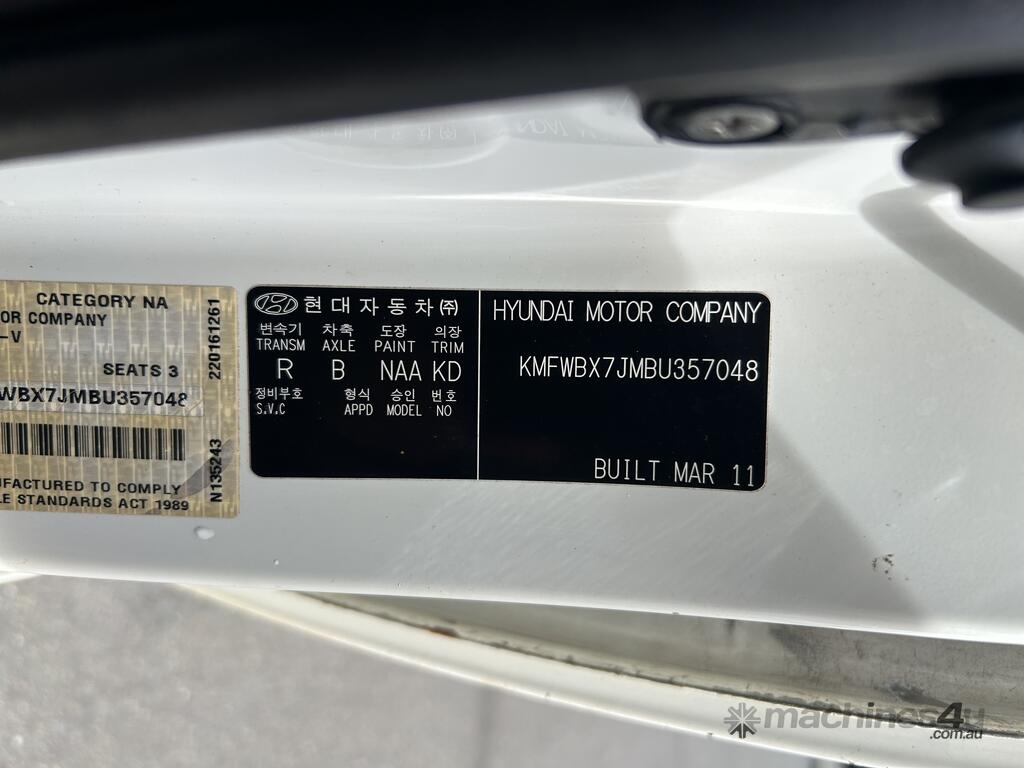 CATEGORY NA
OR COMPANY
-V
SEATS 3
WBX7JMBU357048
NUFACTURED TO COMPLY
LE STANDARDS ACT 1989
220161261
N135243
현대자동차(주)
변속기 차축 도장 의장
TRANSM AXLE PAINT TRIM
R B NAA KD
정비부호 형식 승인 번호
S.V.C APPD MODEL NO
HYUNDAI MOTOR COMPANY
KMFWBX7JMBU357048
BUILT MAR 11
machines4u
.com.au